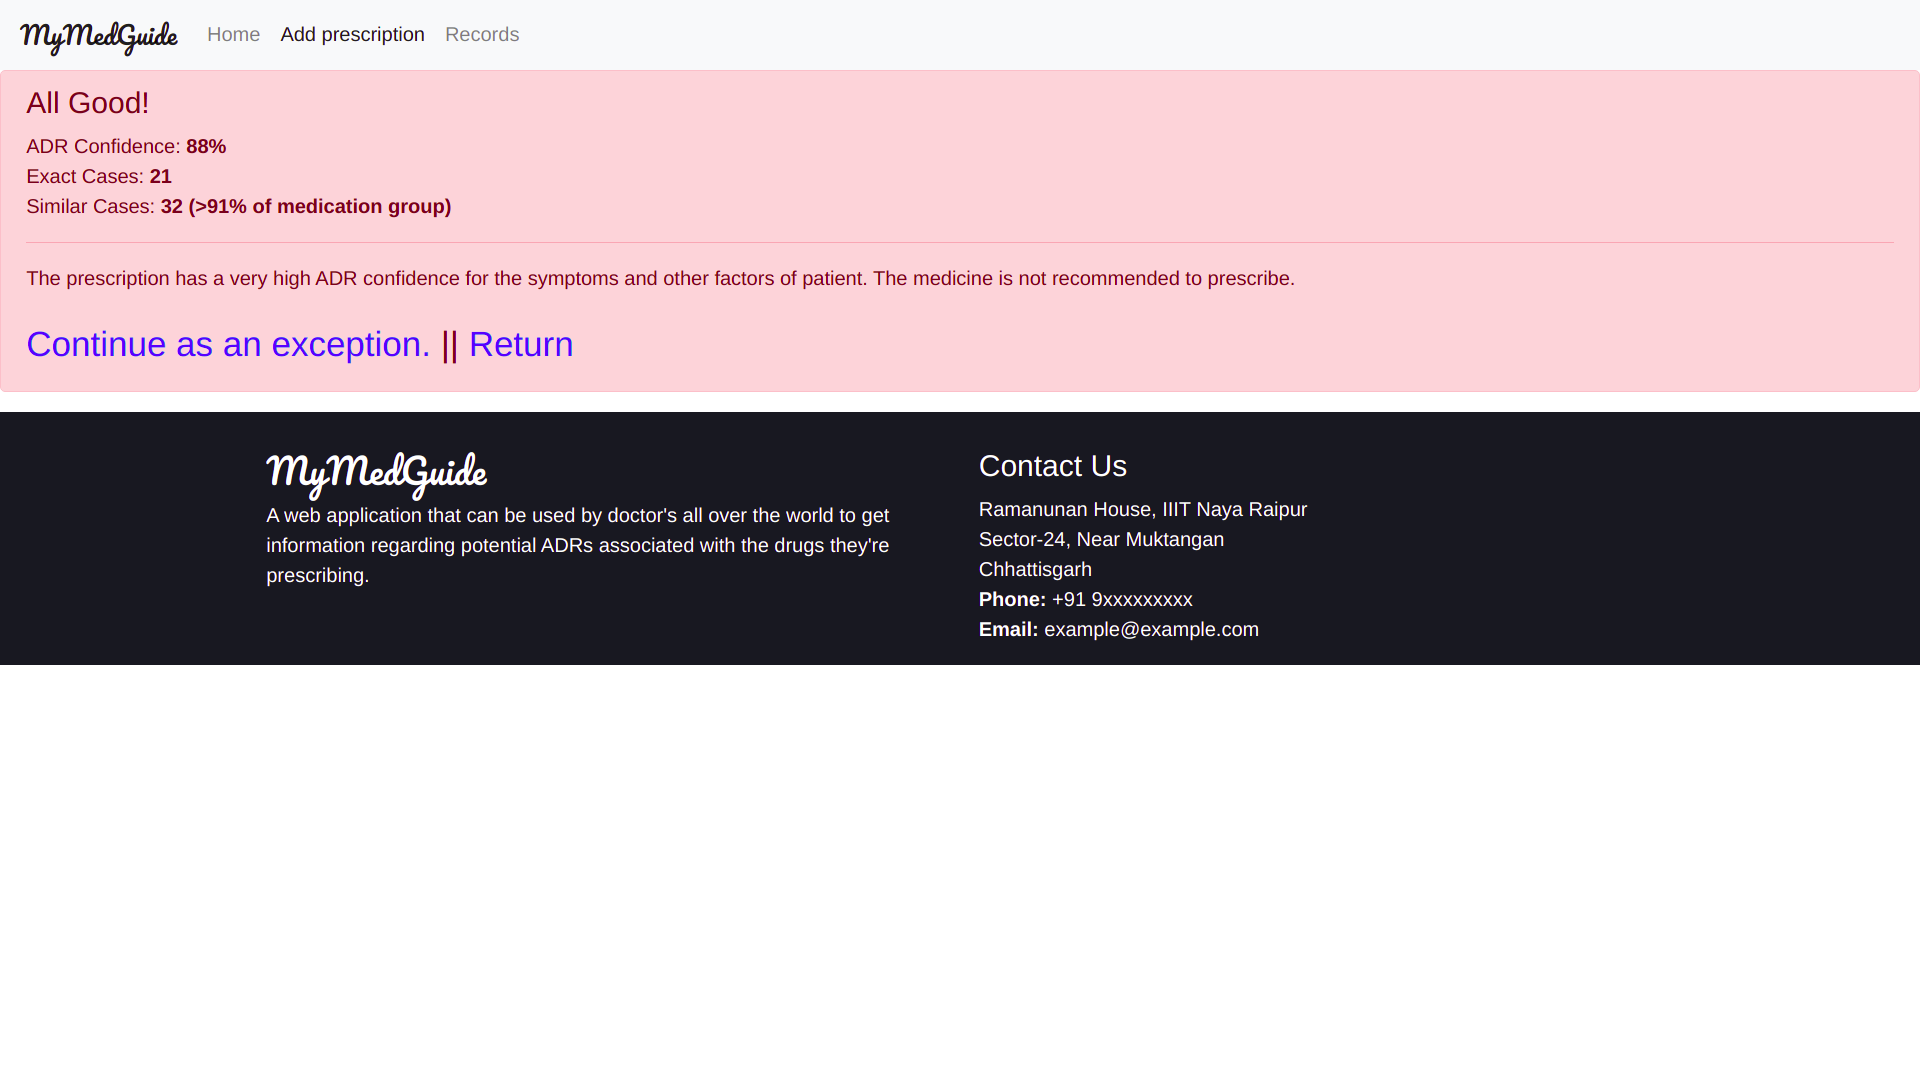 MyMedGuide Home Add prescription Records
All Good!
ADR Confidence: 88%
Exact Cases: 21
Similar Cases: 32 (>91% of medication group)
The prescription has a very high ADR confidence for the symptoms and other factors of patient. The medicine is not recommended to prescribe.
Continue as an exception. || Return
MyMedGuide
A web application that can be used by doctor's all over the world to get
information regarding potential ADRs associated with the drugs they're
prescribing.
Contact Us
Ramanunan House, IIIT Naya Raipur
Sector-24, Near Muktangan
Chhattisgarh
Phone: +91 9xxxxxxxxx
Email: example@example.com